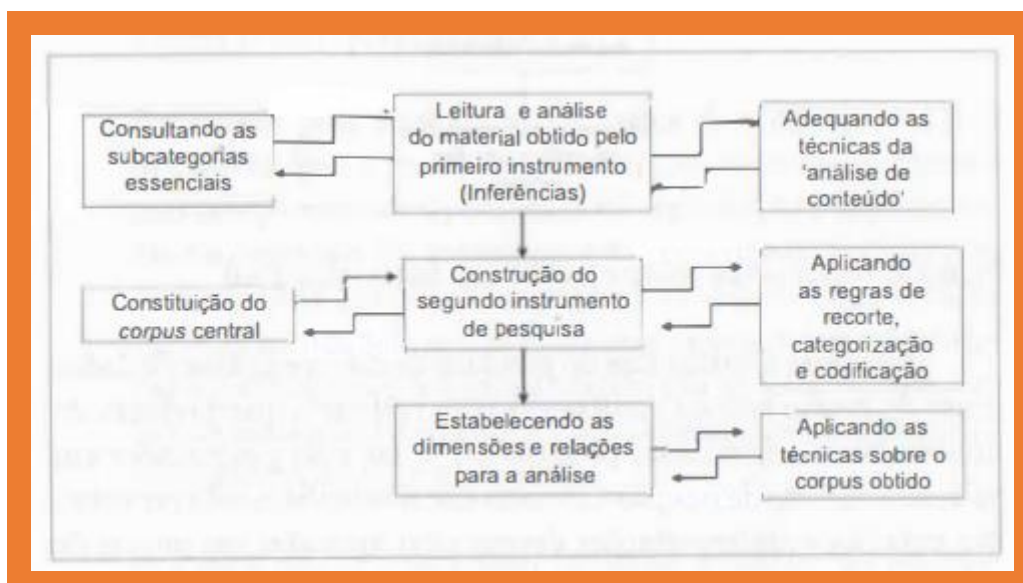 Consultando as
subcategorias
essenciais
Leitura e análise
do material obtido pelo
primeiro instrumento
(Inferências)
Adequando as
técnicas da
'análise de
conteúdo'
Constituição do
corpus central
Construção do
segundo instrumento
de pesquisa
Aplicando
as regras de
recorte,
categorização
e codificação
Estabelecendo as
dimensões e relações
para a análise
Aplicando as
técnicas sobre o
corpus obtido